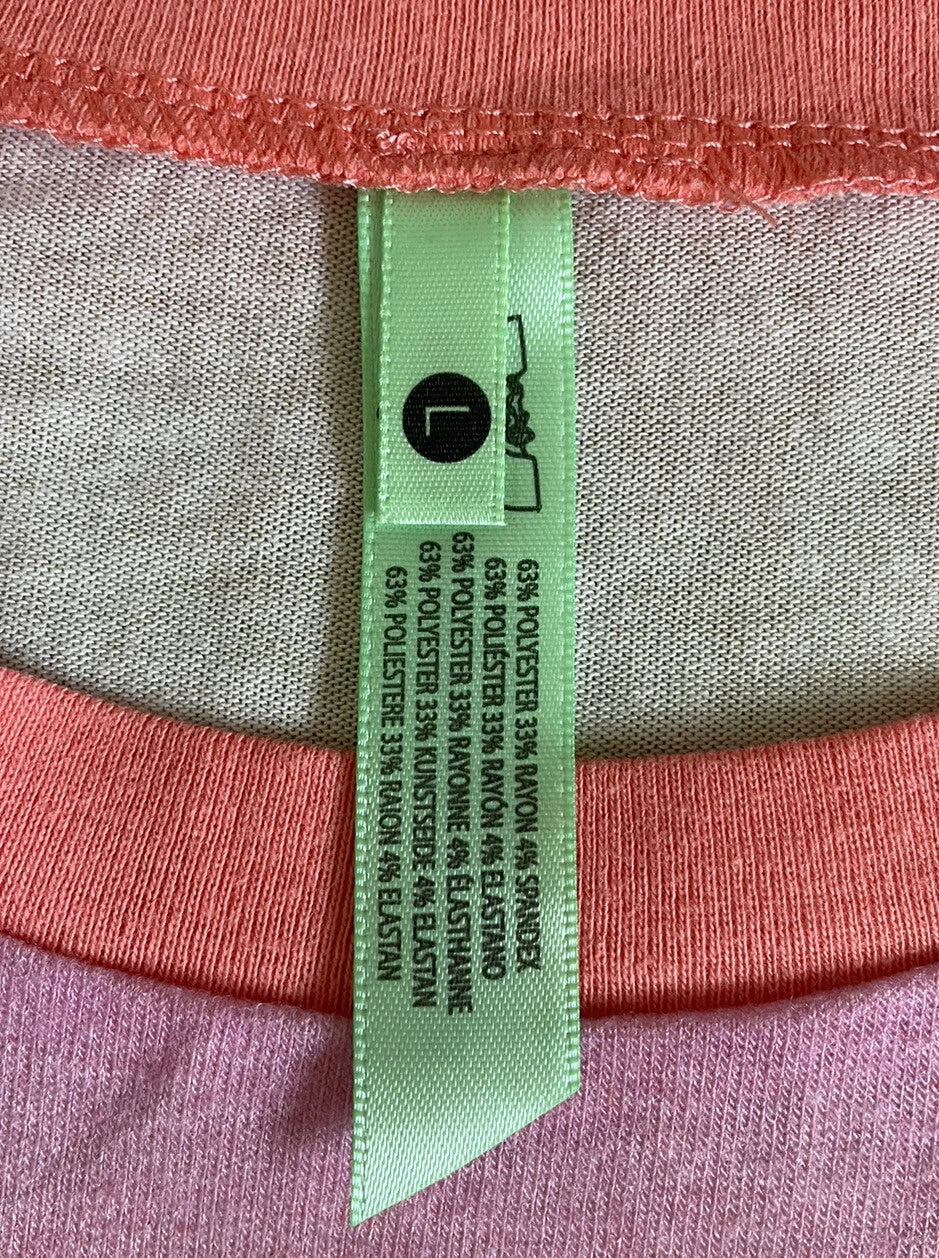 L
63% POLYESTER 33% RAYON 4% SPANDEX
63% POLIÉSTER 33% RAYÓN 4% ELASTANO
63% POLYESTER 33% RAYONNE 4% ÉLASTHANNE
63% POLYESTER 33% KUNSTSEIDE 4% ELASTAN
63% POLIESTERE 33% RAION 4% ELASTAN